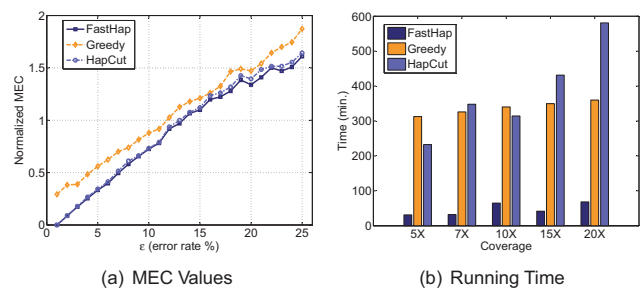 FastHap
Greedy
HapCut
Normalized MEC
2
1.5
1
0.5
0
0
5
10
15
20
25
ε (error rate %)
(a) MEC Values
FastHap
Greedy
HapCut
Time (min.)
600
500
400
300
200
100
0
5X
7X
10X
15X
20X
Coverage
(b) Running Time